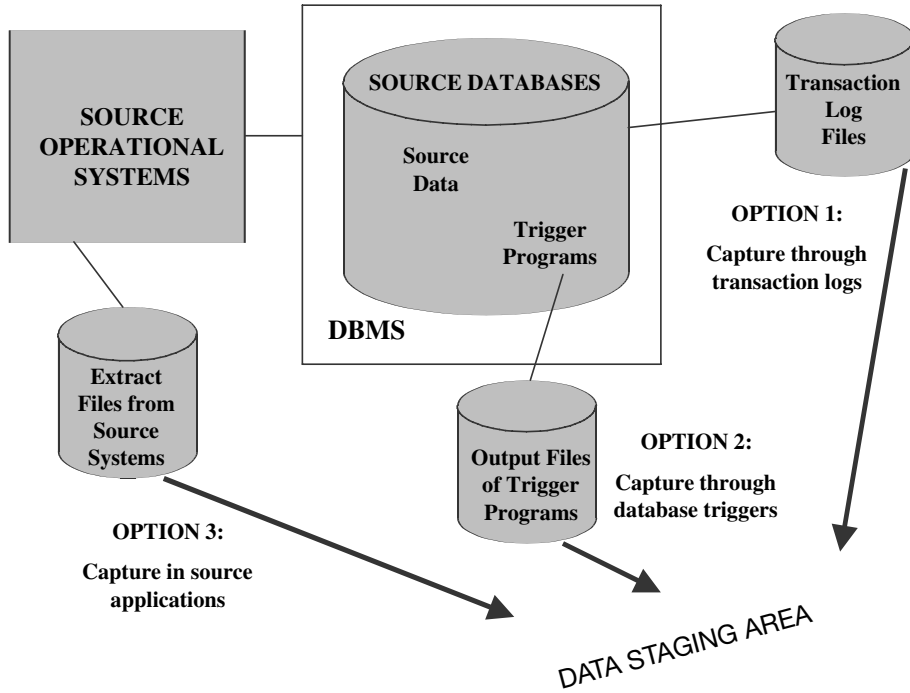 SOURCE
OPERATIONAL
SYSTEMS
SOURCE DATABASES
Source
Data
Trigger
Programs
DBMS
Transaction
Log
Files
OPTION 1:
Capture through
transaction logs
Extract
Files from
Source
Systems
Output Files
of Trigger
Programs
OPTION 2:
Capture through
database triggers
OPTION 3:
Capture in source
applications
DATA STAGING AREA